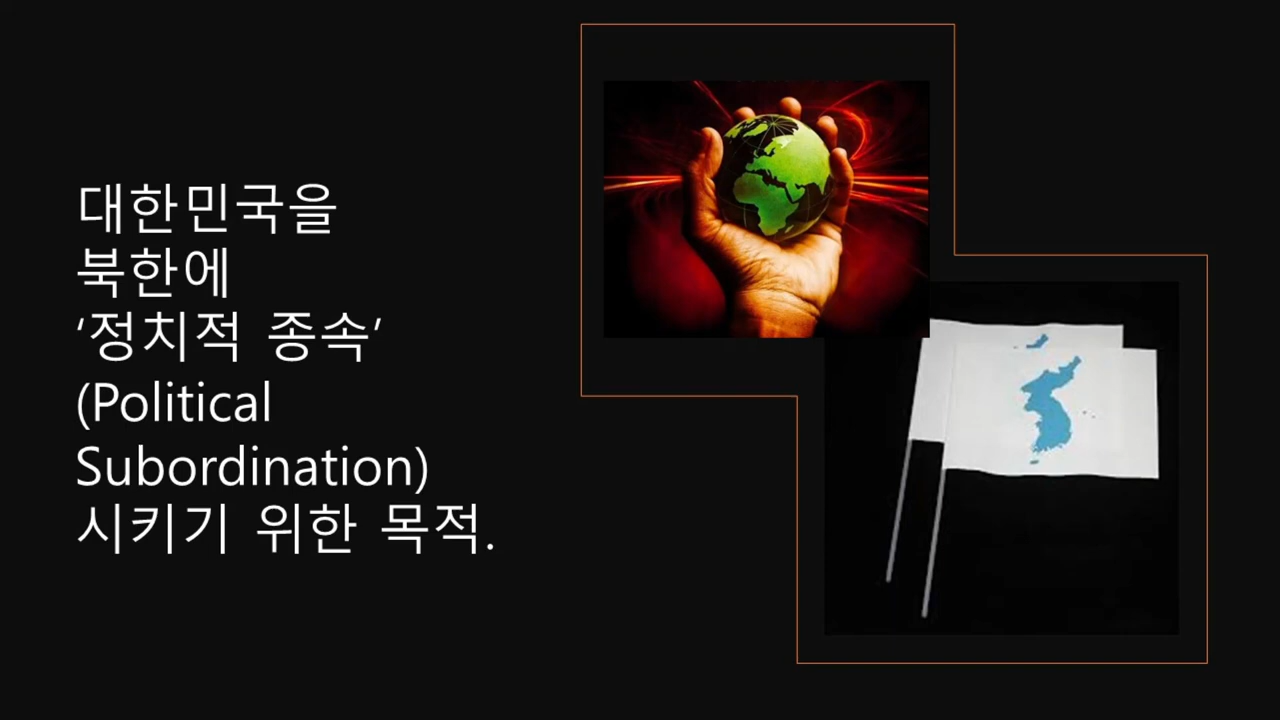 대한민국을
북한에
‘정치적 종속’
(Political
Subordination)
시키기 위한 목적.